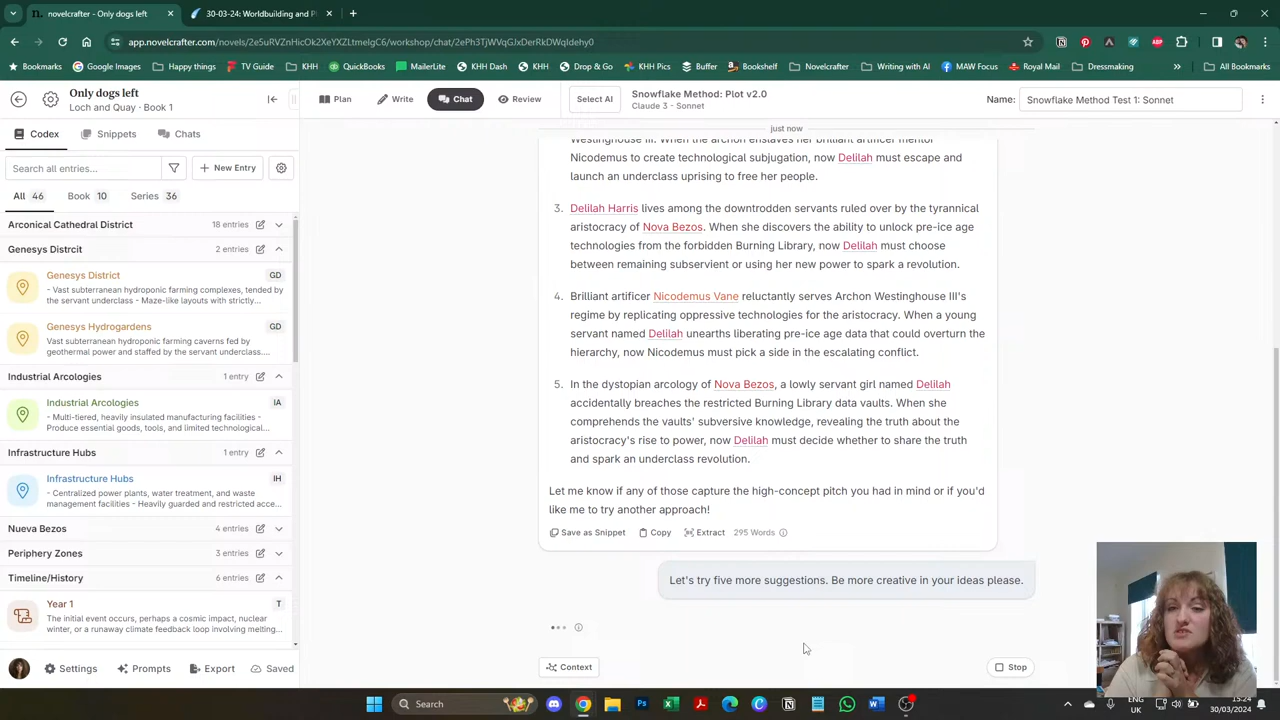 novelcrafter - Only dogs left
30-03-24: Worldbuilding and Pl
app.novelcrafter.com/novels/2e5uRVZnHicOk2XeYXZLtmeIgC6/workshop/chat/2ePh3TjWVqGJxDerRkDWqIdehy0
Bookmarks
Google Images
Happy things
TV Guide
KHH
QuickBooks
MailerLite
KHH Dash
Drop & Go
KHH Pics
Buffer
Bookshelf
Writing with AI
MAW Focus
KHH
Reading
Dressmaking
All Bookmarks
Only dogs left
Loch and Quay - Book 1
Plan
Write
Chat
Review
Select AI
Snowflake Method: Plot v2.0
Claude 3 - Sonnet
Name:
Snowflake Method Test 1: Sonnet
Codex
Snippets
Chats
Search all entries...
New Entry
All 46
Book 10
Series 36
Arconical Cathedral District
18 entries
Genesys Distrcit
2 entries
Genesys District
GD
- Vast subterranean hydroponic farming complexes, tended by
the servant underclass - Maze-like layouts with strictly...
Genesys Hydrogardens
GD
Vast subterranean hydroponic farming caverns fed by
geothermal power and staffed by the servant underclass....
Industrial Arcologies
1 entry
Industrial Arcologies
IA
- Multi-tiered, heavily insulated manufacturing facilities -
Produce essential goods, tools, and limited technological...
Infrastructure Hubs
1 entry
Infrastructure Hubs
IH
- Centralized power plants, water treatment, and waste
management facilities - Heavily guarded and restricted acce...
Nueva Bezos
4 entries
Periphery Zones
3 entries
Timeline/History
6 entries
Year 1
T
The initial event occurs, perhaps a cosmic impact, nuclear
winter, or a runaway climate feedback loop involving melting...
Settings
Prompts
Export
Saved
just now
Westinghouse III. When the archon enslaves her brilliant artificer mentor
Nicodemus to create technological subjugation, now Delilah must escape and
launch an underclass uprising to free her people.
3. Delilah Harris lives among the downtrodden servants ruled over by the tyrannical
aristocracy of Nova Bezos. When she discovers the ability to unlock pre-ice age
technologies from the forbidden Burning Library, now Delilah must choose
between remaining subservient or using her new power to spark a revolution.
4. Brilliant artificer Nicodemus Vane reluctantly serves Archon Westinghouse III's
regime by replicating oppressive technologies for the aristocracy. When a young
servant named Delilah unearths liberating pre-ice age data that could overturn the
hierarchy, now Nicodemus must pick a side in the escalating conflict.
5. In the dystopian arcology of Nova Bezos, a lowly servant girl named Delilah
accidentally breaches the restricted Burning Library data vaults. When she
comprehends the vaults' subversive knowledge, revealing the truth about the
aristocracy's rise to power, now Delilah must decide whether to share the truth
and spark an underclass revolution.
Let me know if any of those capture the high-concept pitch you had in mind or if you'd
like me to try another approach!
Save as Snippet
Copy
Extract
295 Words
Let's try five more suggestions. Be more creative in your ideas please.
Context
Stop
Search
ENG
UK
15:24
30/03/2024